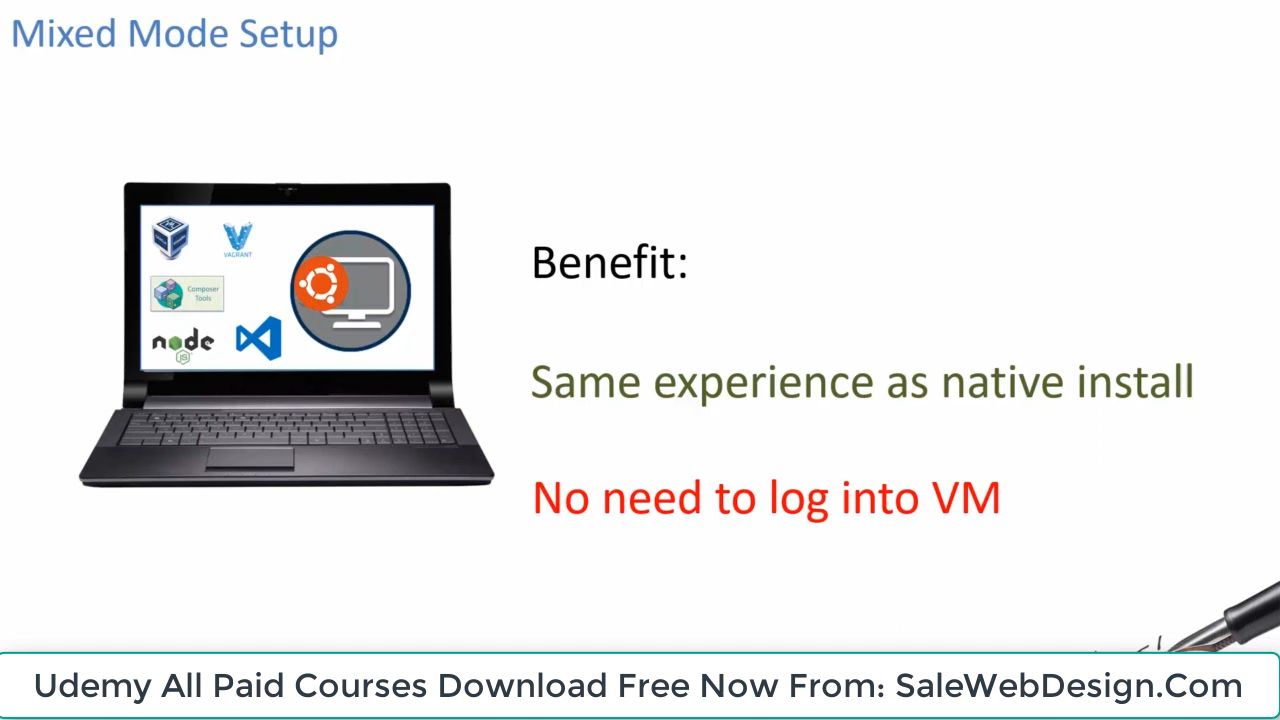 Mixed Mode Setup
VAGRANT
Composer
Tools
node
JS
Benefit:
Same experience as native install
No need to log into VM
Udemy All Paid Courses Download Free Now From: SaleWebDesign.Com